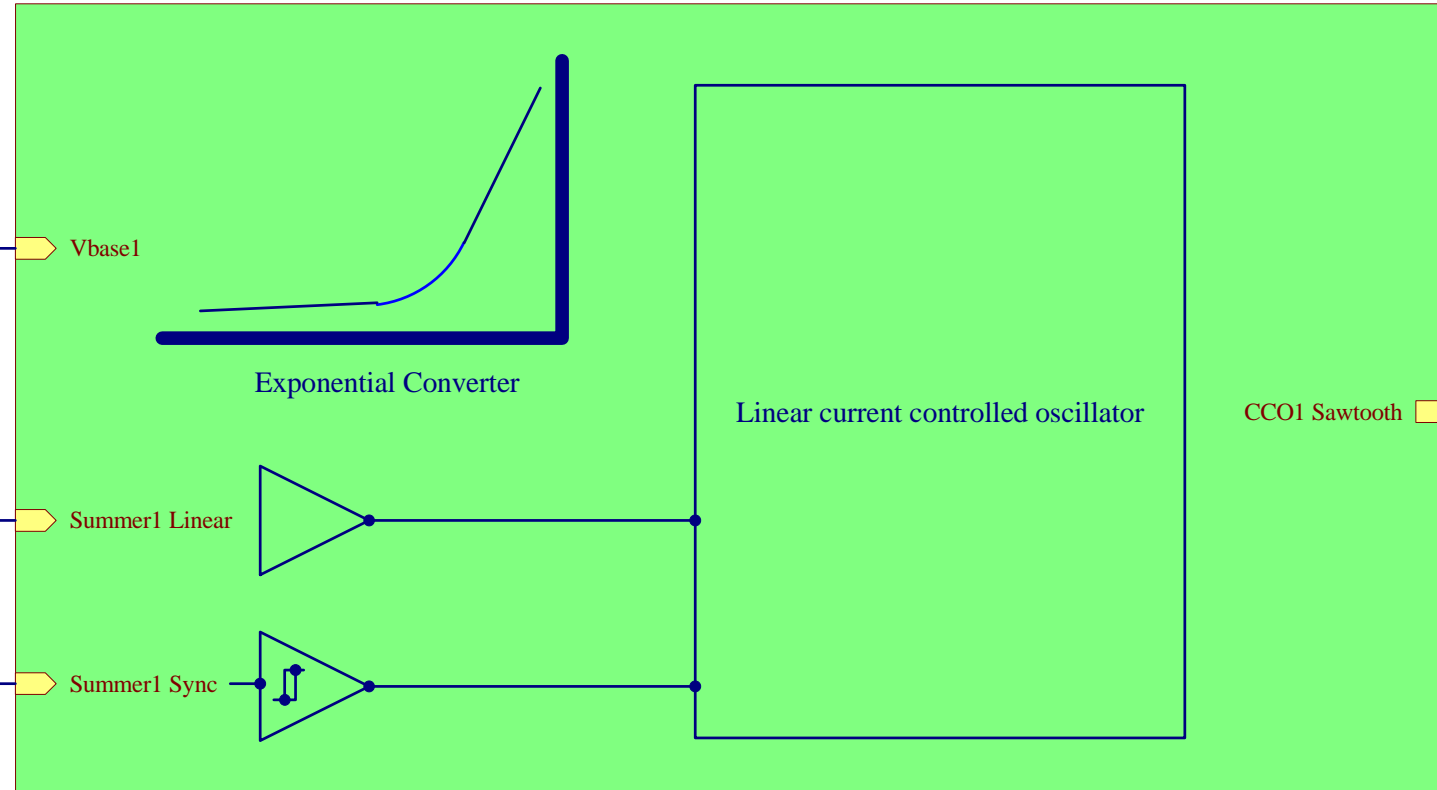 Vbase1
Exponential Converter
Linear current controlled oscillator
CCO1 Sawtooth
Summer1 Linear
Summer1 Sync